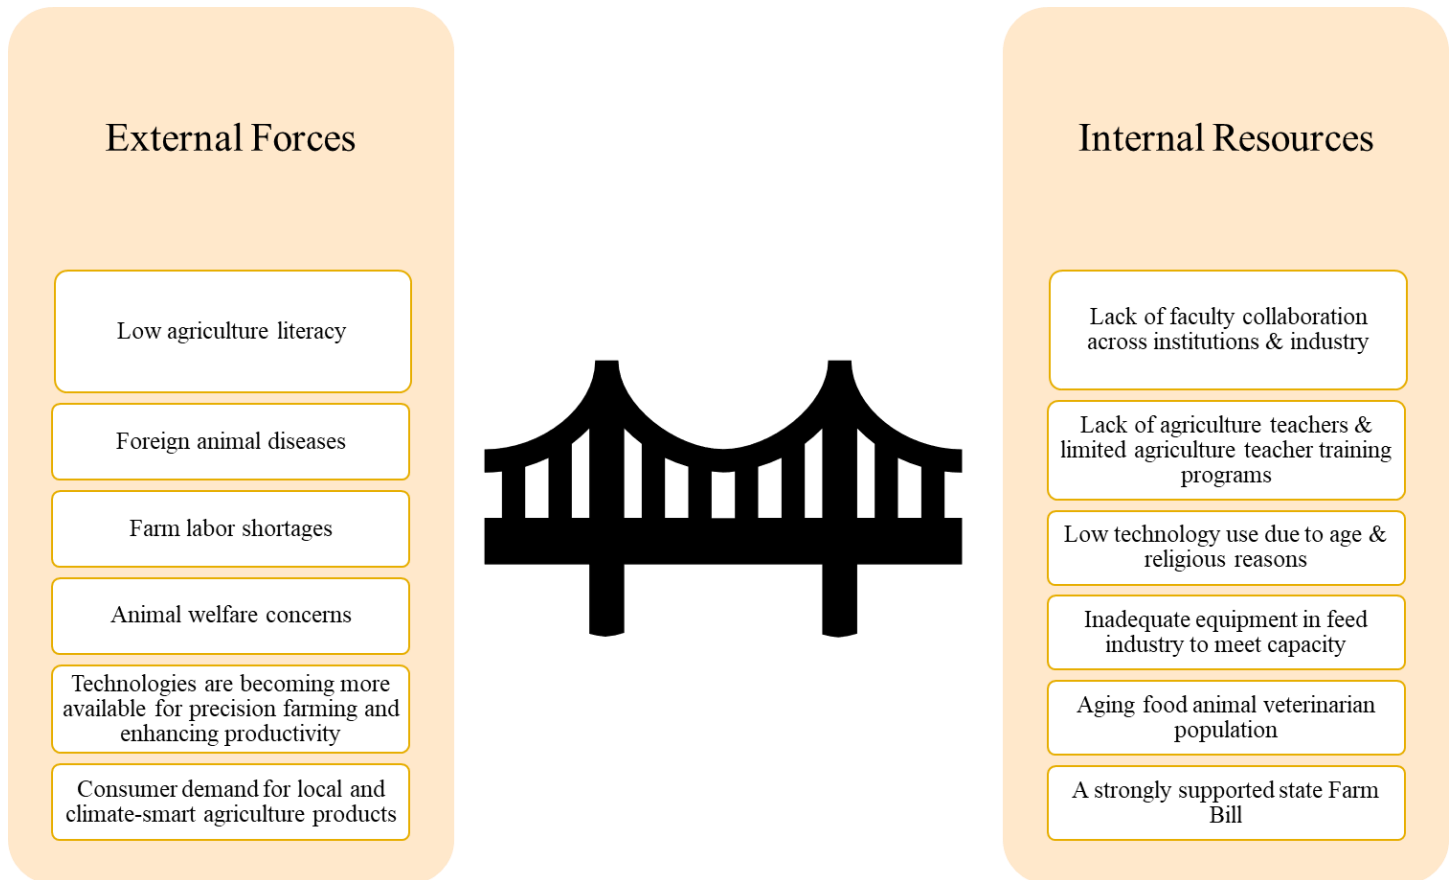 External Forces
Low agriculture literacy
Foreign animal diseases
Farm labor shortages
Animal welfare concerns
Technologies are becoming more
available for precision farming and
enhancing productivity
Consumer demand for local and
climate-smart agriculture products
Internal Resources
Lack of faculty collaboration
across institutions & industry
Lack of agriculture teachers &
limited agriculture teacher training
programs
Low technology use due to age &
religious reasons
Inadequate equipment in feed
industry to meet capacity
Aging food animal veterinarian
population
A strongly supported state Farm
Bill